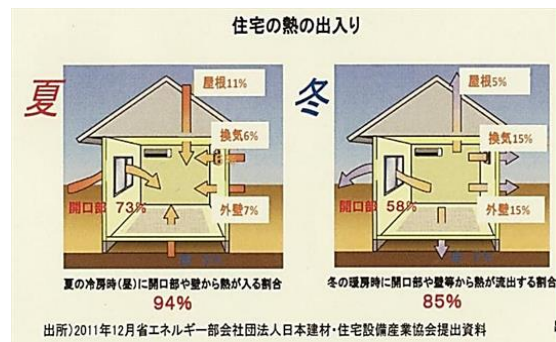 住宅の熱の出入り
夏
屋根11%
換気6%
開口部 73%
外壁7%
夏の冷房時(昼)に開口部や壁から熱が入る割合
94%
冬
屋根5%
換気15%
開口部 58%
外壁15%
冬の暖房時に開口部や壁等から熱が流出する割合
85%
出所)2011年12月省エネルギー部会社団法人日本建材・住宅設備産業協会提出資料